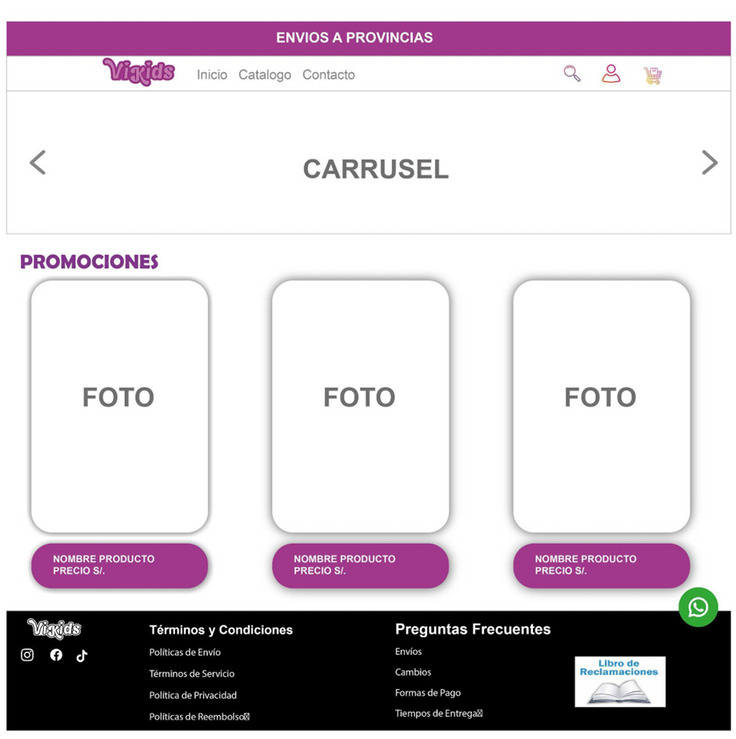 ENVIOS A PROVINCIAS
Vikids
Inicio Catalogo Contacto
CARRUSEL
PROMOCIONES
FOTO
FOTO
FOTO
NOMBRE PRODUCTO
PRECIO S/.
NOMBRE PRODUCTO
PRECIO S/.
NOMBRE PRODUCTO
PRECIO S/.
Vikids
Términos y Condiciones
Políticas de Envío
Términos de Servicio
Política de Privacidad
Políticas de Reembolso
Preguntas Frecuentes
Envíos
Cambios
Formas de Pago
Tiempos de Entrega
Libro de
Reclamaciones